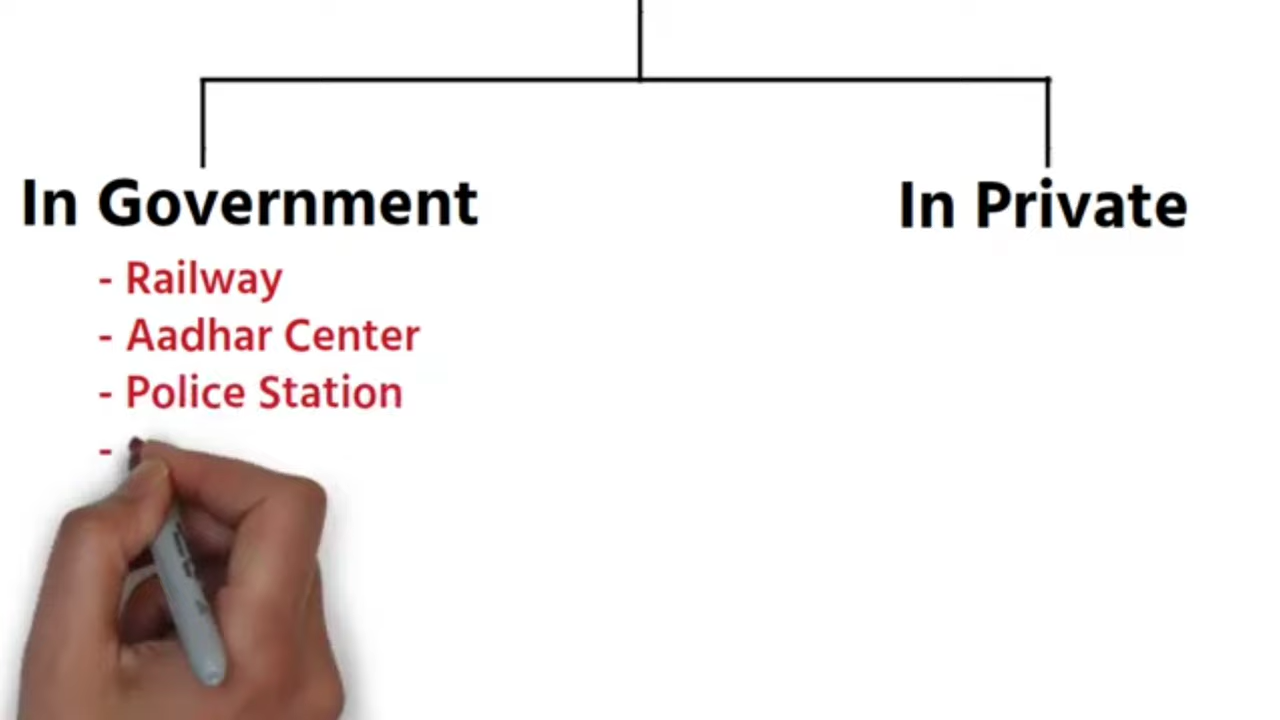 In Government
In Private
- Railway
- Aadhar Center
- Police Station
-